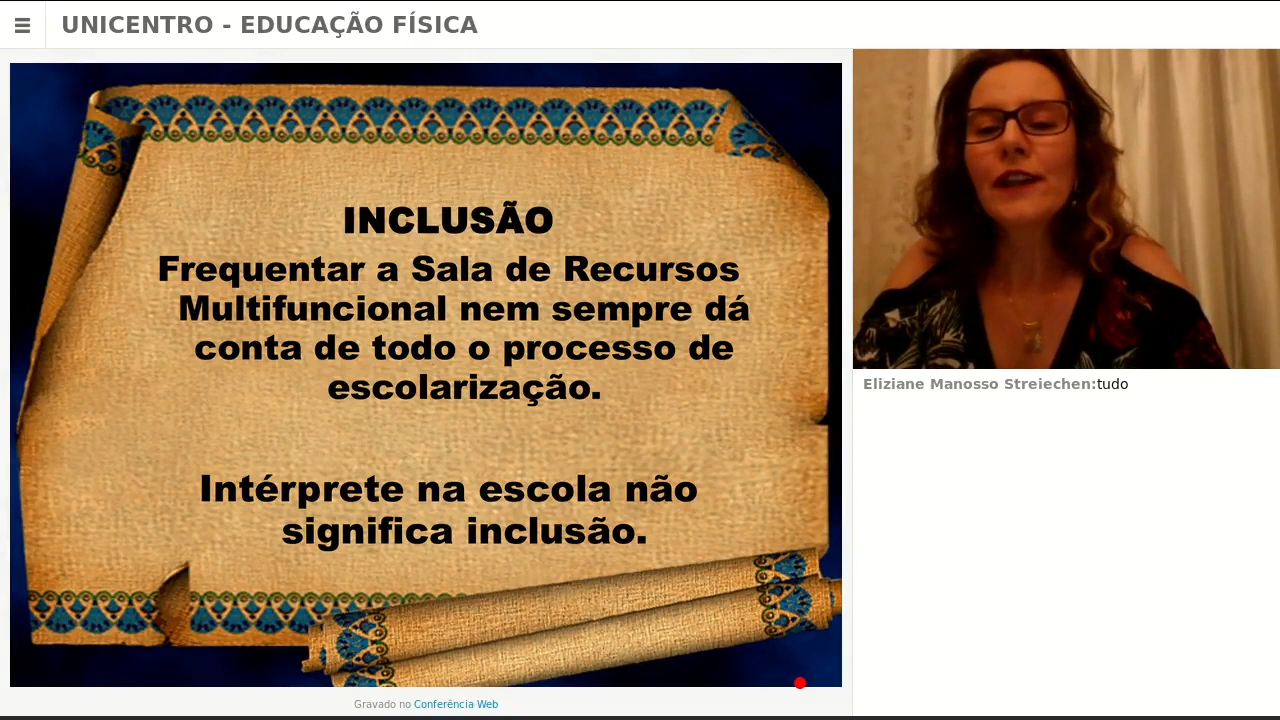 UNICENTRO - EDUCAÇÃO FÍSICA
INCLUSÃO
Frequentar a Sala de Recursos
Multifuncional nem sempre dá
conta de todo o processo de
escolarização.
Intérprete na escola não
significa inclusão.
Eliziane Manosso Streiechen:tudo
Gravado no Conferência Web